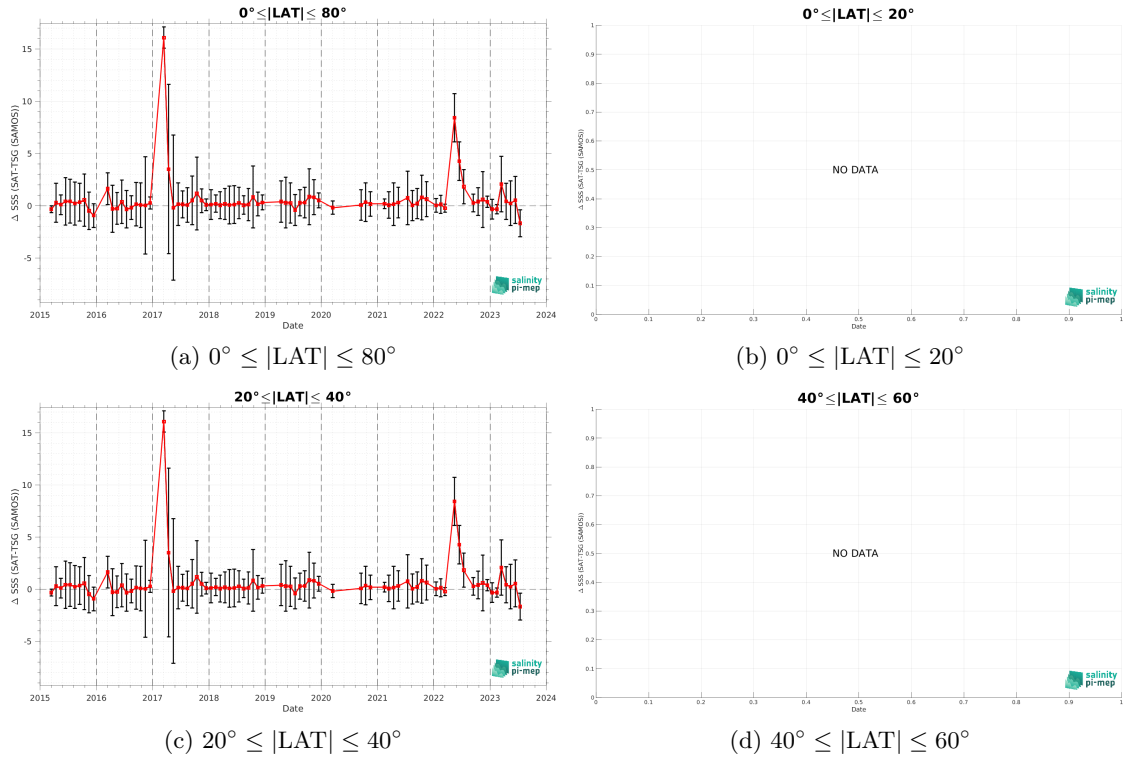 0°≤|LAT|≤ 80°
Δ SSS (SAT-TSG (SAMOS))
15
10
5
0
-5
2015 2016 2017 2018 2019 2020 2021 2022 2023 2024
Date
salinity
pi-mep
(a) 0° ≤ |LAT| ≤ 80°
0°≤|LAT|≤ 20°
Δ SSS (SAT-TSG (SAMOS))
1
0.9
0.8
0.7
0.6
0.5
0.4
0.3
0.2
0.1
0
NO DATA
0 0.1 0.2 0.3 0.4 0.5 0.6 0.7 0.8 0.9 1
Date
salinity
pi-mep
(b) 0° ≤ |LAT| ≤ 20°
20°≤|LAT|≤ 40°
Δ SSS (SAT-TSG (SAMOS))
15
10
5
0
-5
2015 2016 2017 2018 2019 2020 2021 2022 2023 2024
Date
salinity
pi-mep
(c) 20° ≤ |LAT| ≤ 40°
40°≤|LAT|≤ 60°
Δ SSS (SAT-TSG (SAMOS))
1
0.9
0.8
0.7
0.6
0.5
0.4
0.3
0.2
0.1
0
NO DATA
0 0.1 0.2 0.3 0.4 0.5 0.6 0.7 0.8 0.9 1
Date
salinity
pi-mep
(d) 40° ≤ |LAT| ≤ 60°